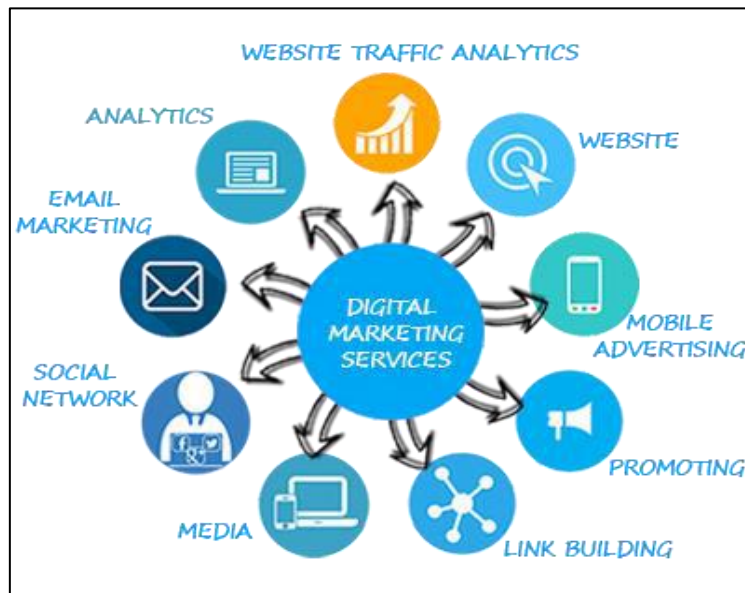 WEBSITE TRAFFIC ANALYTICS
ANALYTICS
WEBSITE
EMAIL
MARKETING
DIGITAL
MARKETING
SERVICES
MOBILE
ADVERTISING
SOCIAL
NETWORK
PROMOTING
MEDIA
LINK BUILDING